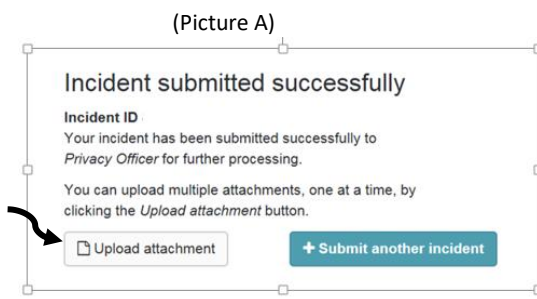 (Picture A)
Incident submitted successfully
Incident ID
Your incident has been submitted successfully to
Privacy Officer for further processing.
You can upload multiple attachments, one at a time, by
clicking the Upload attachment button.
Upload attachment
+ Submit another incident